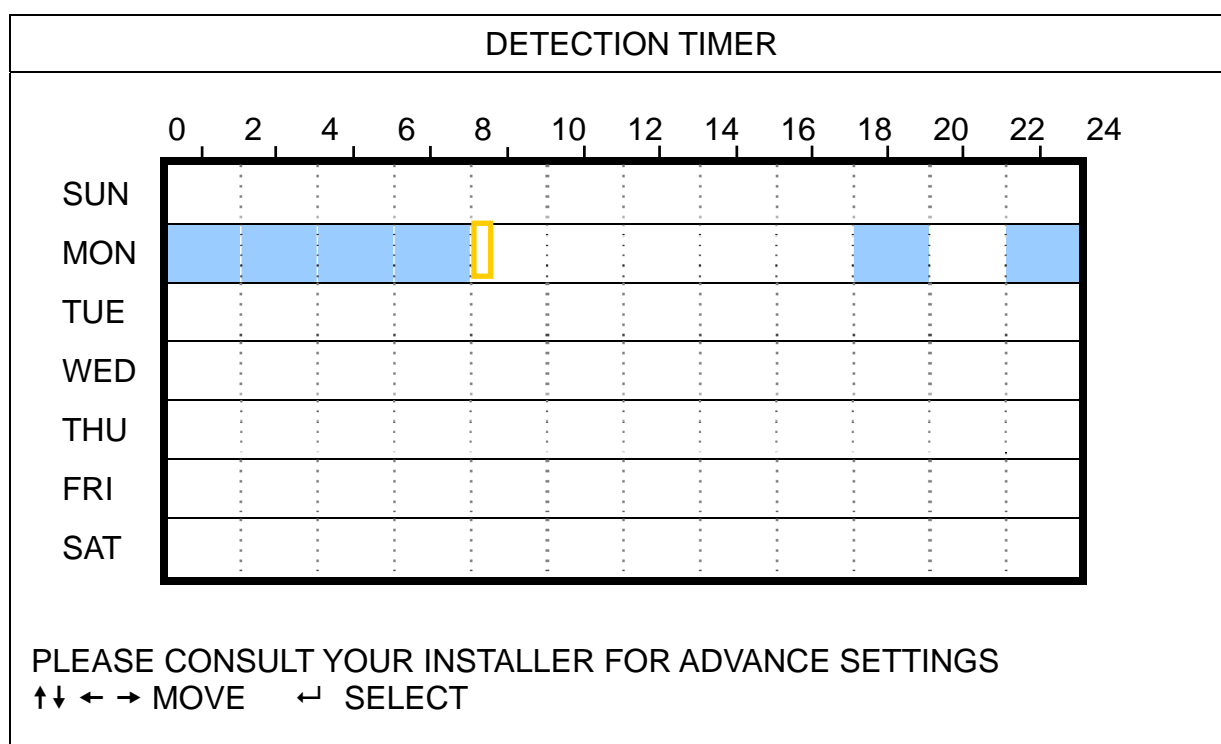 DETECTION TIMER
0 2 4 6 8 10 12 14 16 18 20 22 24
SUN
MON
TUE
WED
THU
FRI
SAT
PLEASE CONSULT YOUR INSTALLER FOR ADVANCE SETTINGS
↑↓ ← → MOVE ↵ SELECT